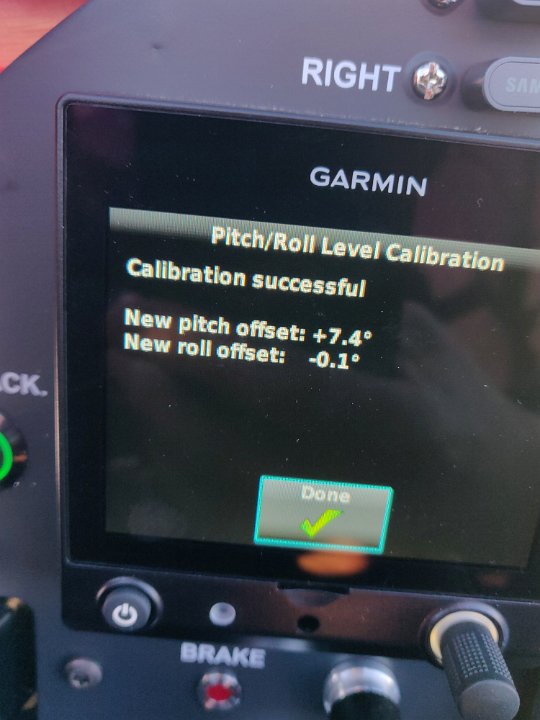 RIGHT
GARMIN
Pitch/Roll Level Calibration
Calibration successful
New pitch offset: +7.4°
New roll offset: -0.1°
Done
BRAKE